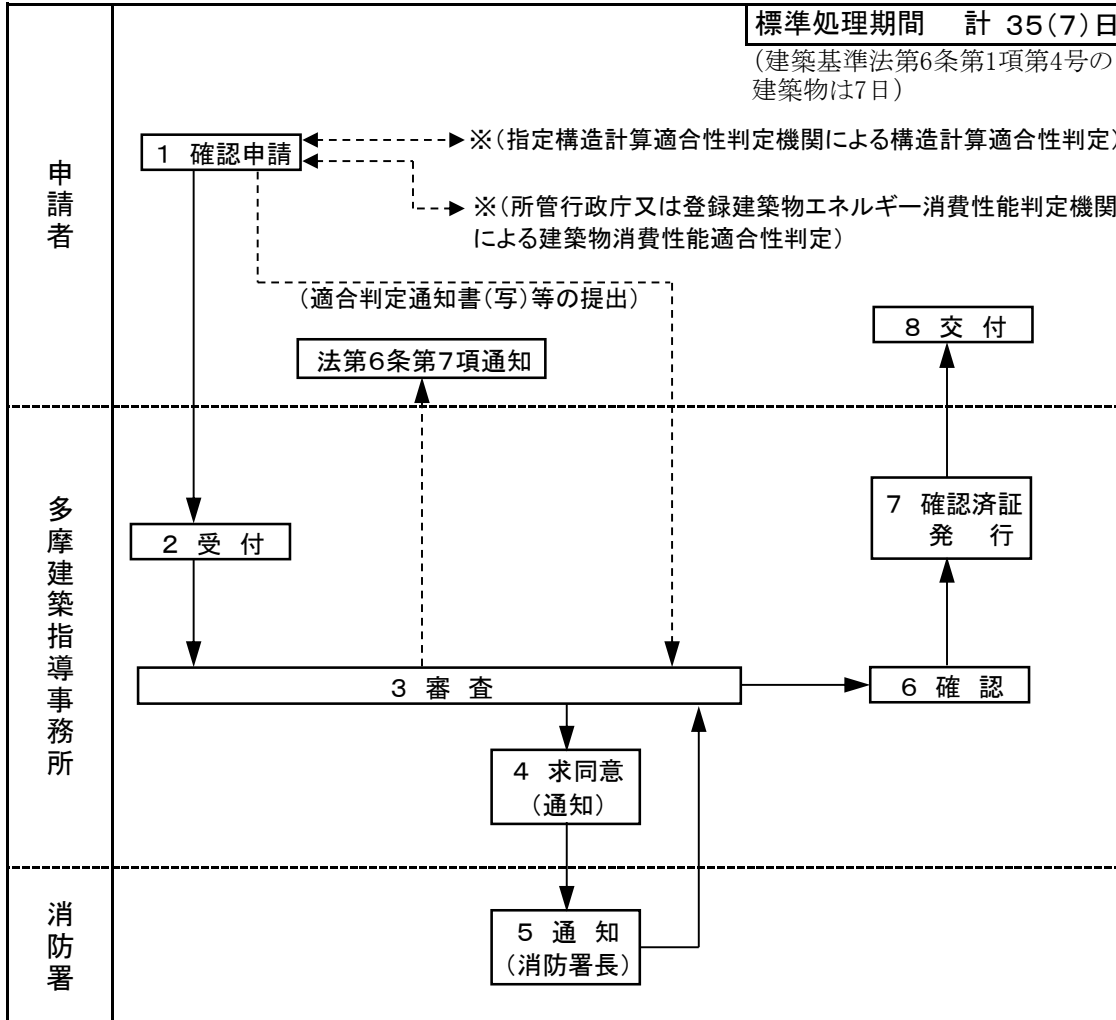 標準処理期間　計 35(7)日
(建築基準法第6条第1項第4号の
建築物は7日)
申請者
1 確認申請
※(指定構造計算適合性判定機関による構造計算適合性判定)
※(所管行政庁又は登録建築物エネルギー消費性能判定機関
による建築物消費性能適合性判定)
(適合判定通知書(写)等の提出)
法第6条第7項通知
8 交 付
多摩建築指導事務所
2 受 付
7 確認済証
発 行
3 審 査
6 確 認
4 求同意
(通知)
消防署
5 通 知
(消防署長)